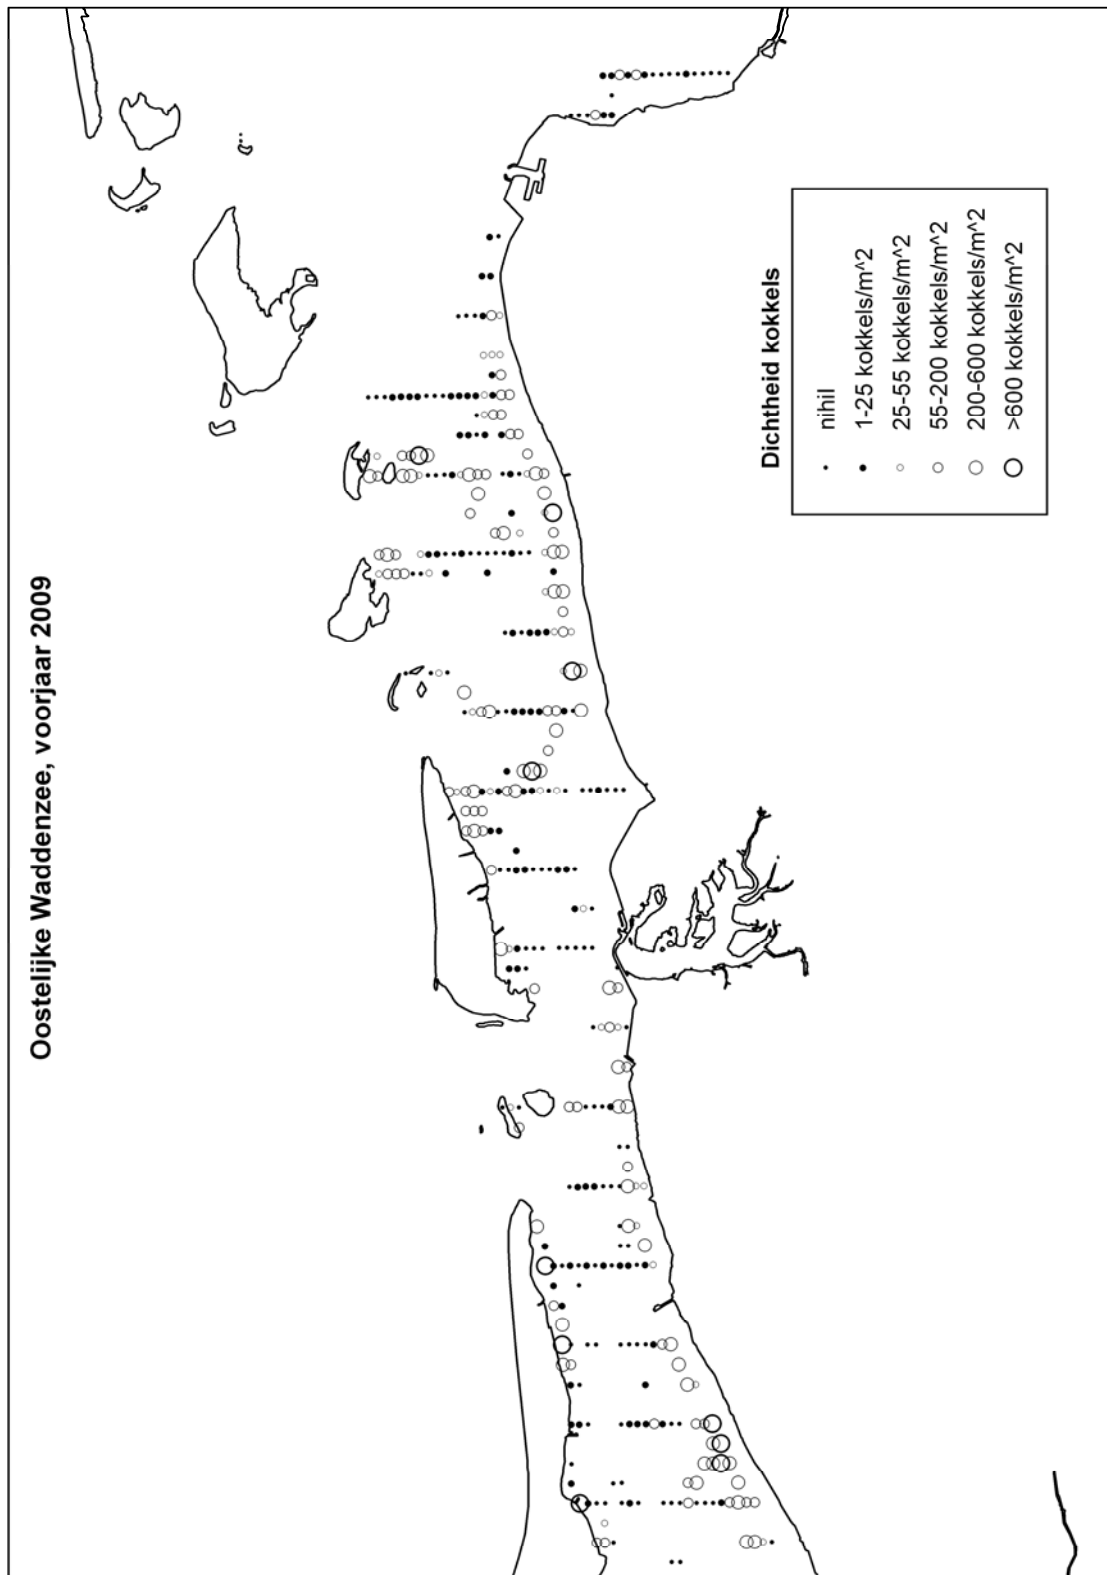 Oostelijke Waddenzee, voorjaar 2009
Dichtheid kokkels
nihil
1-25 kokkels/m^2
25-55 kokkels/m^2
55-200 kokkels/m^2
200-600 kokkels/m^2
>600 kokkels/m^2